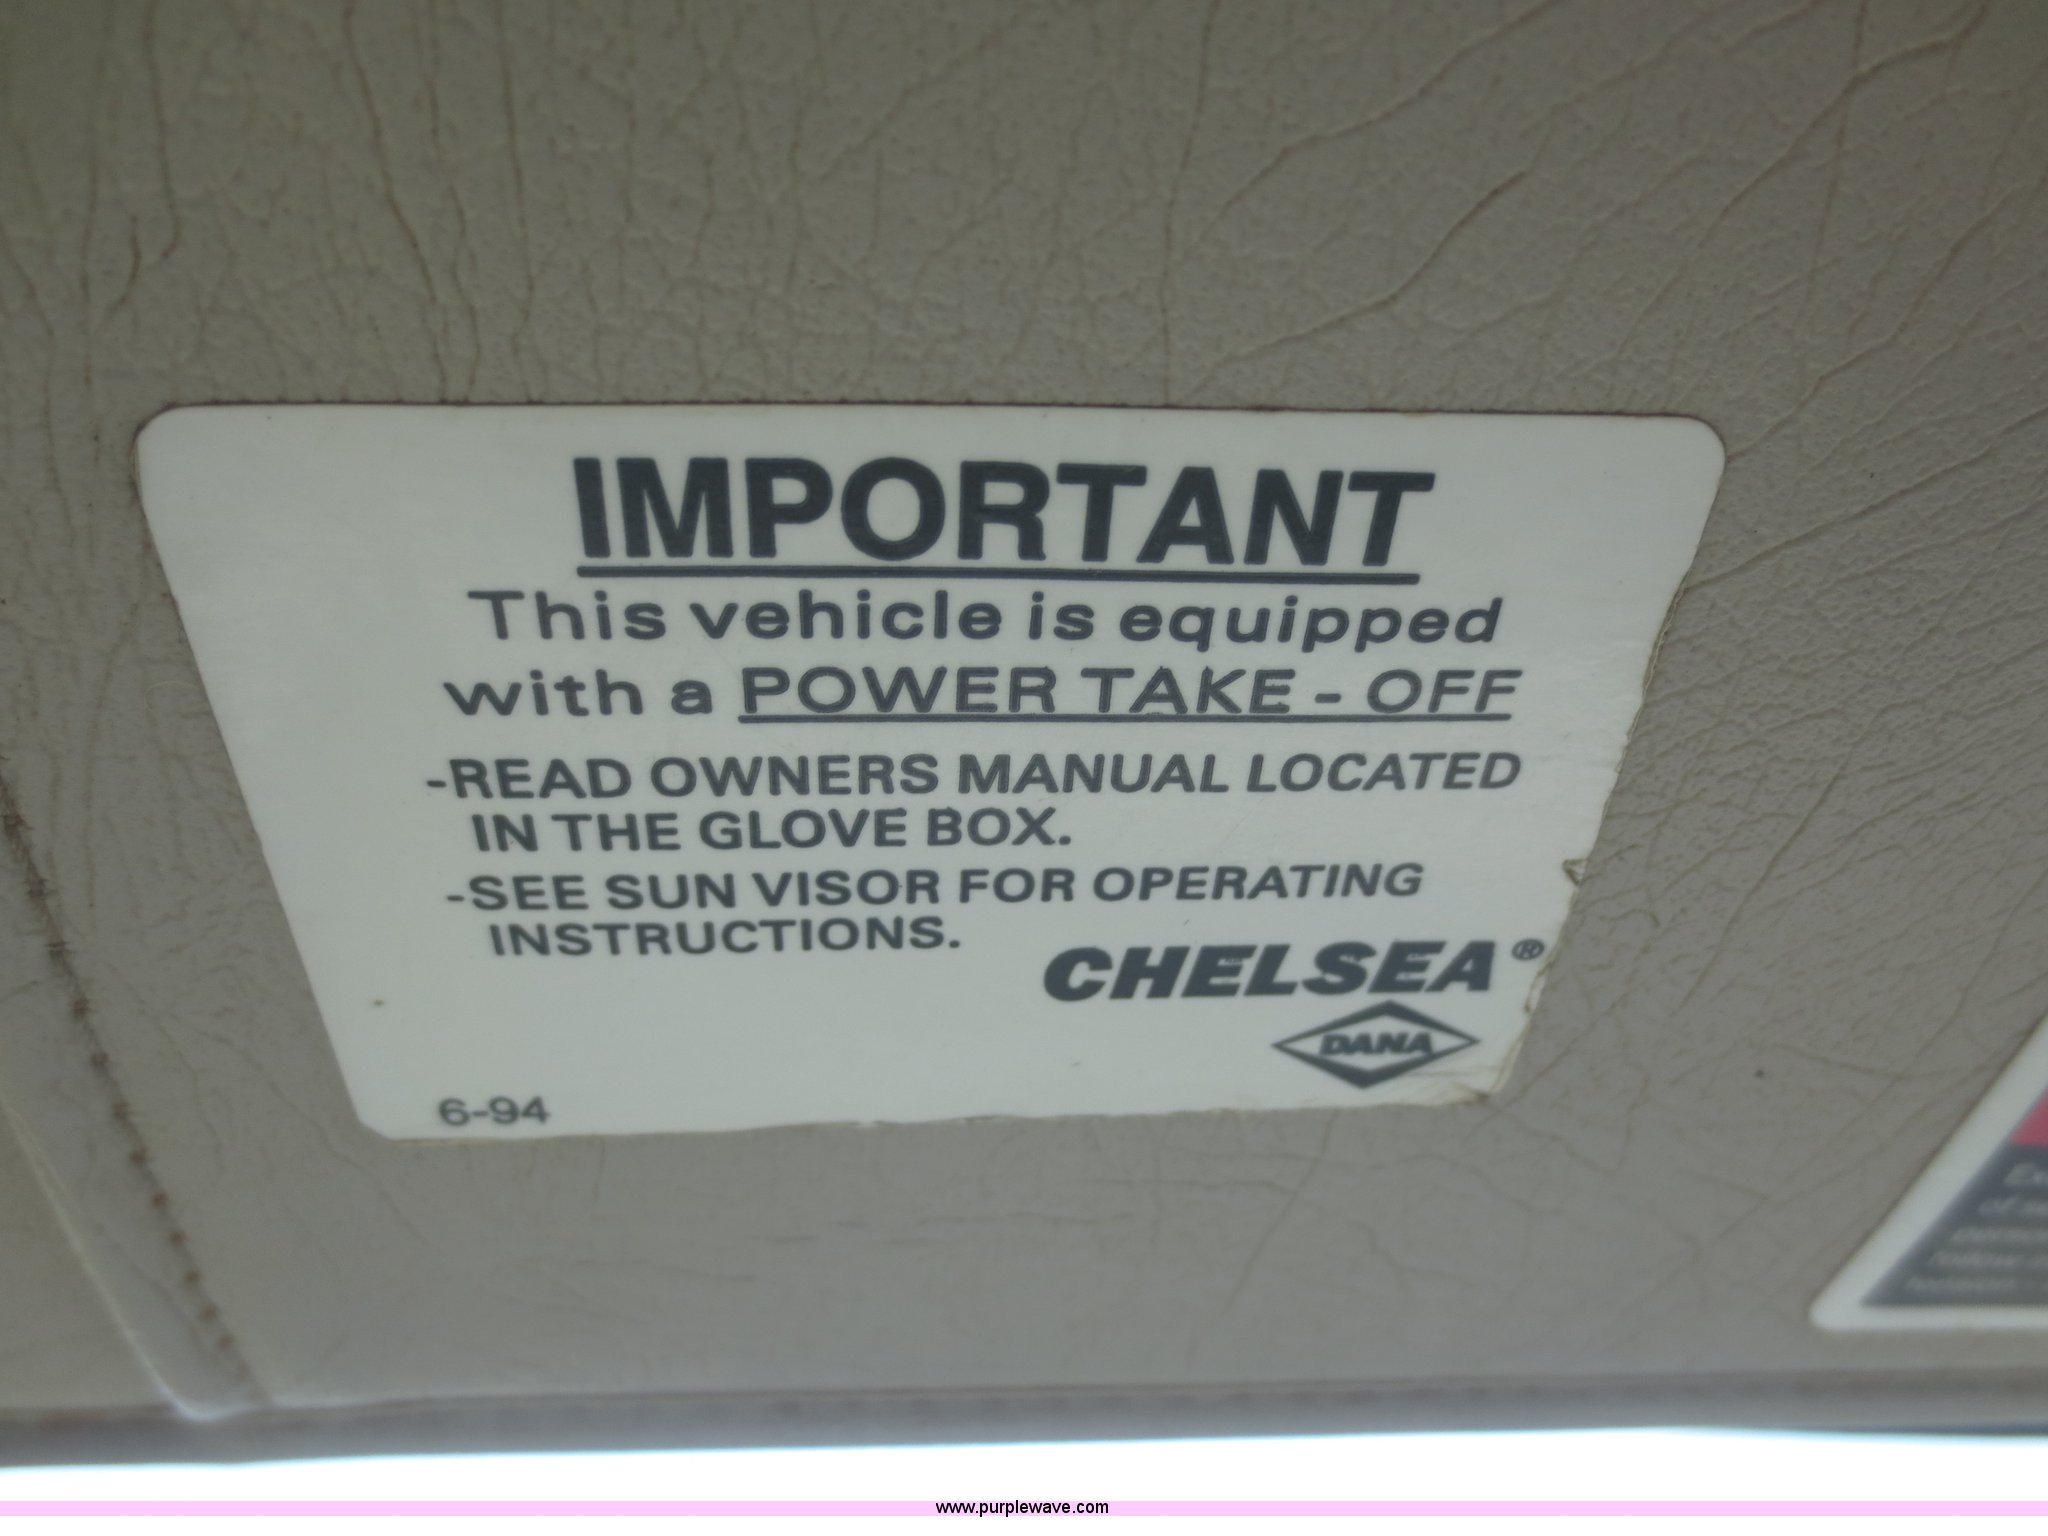 IMPORTANT
This vehicle is equipped
with a POWER TAKE - OFF
-READ OWNERS MANUAL LOCATED
IN THE GLOVE BOX.
-SEE SUN VISOR FOR OPERATING
INSTRUCTIONS.
CHELSEA®
DANA
6-94
www.purplewave.com